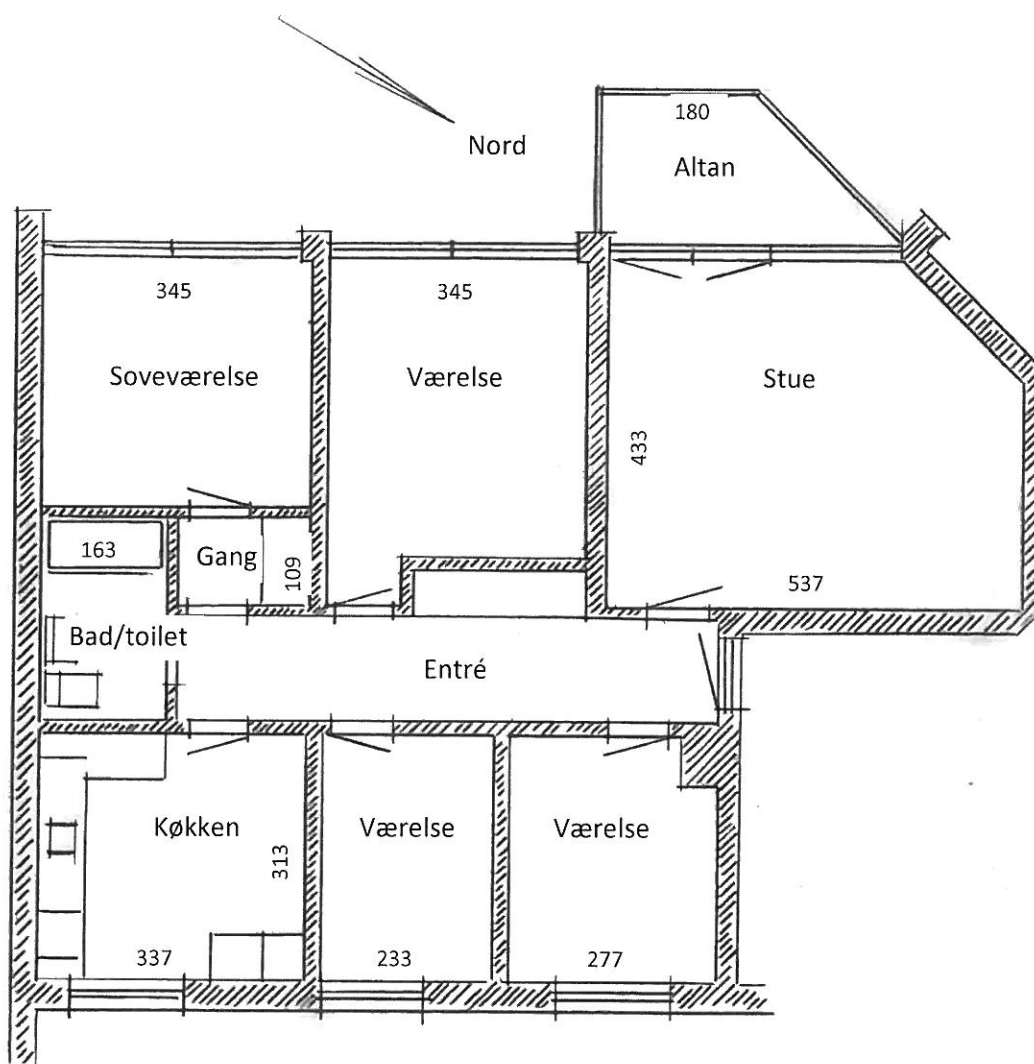 180
Nord
Altan
345
345
Soveværelse
Værelse
Stue
433
163
Gang
109
537
Bad/toilet
Entré
Køkken
Værelse
Værelse
313
337
233
277